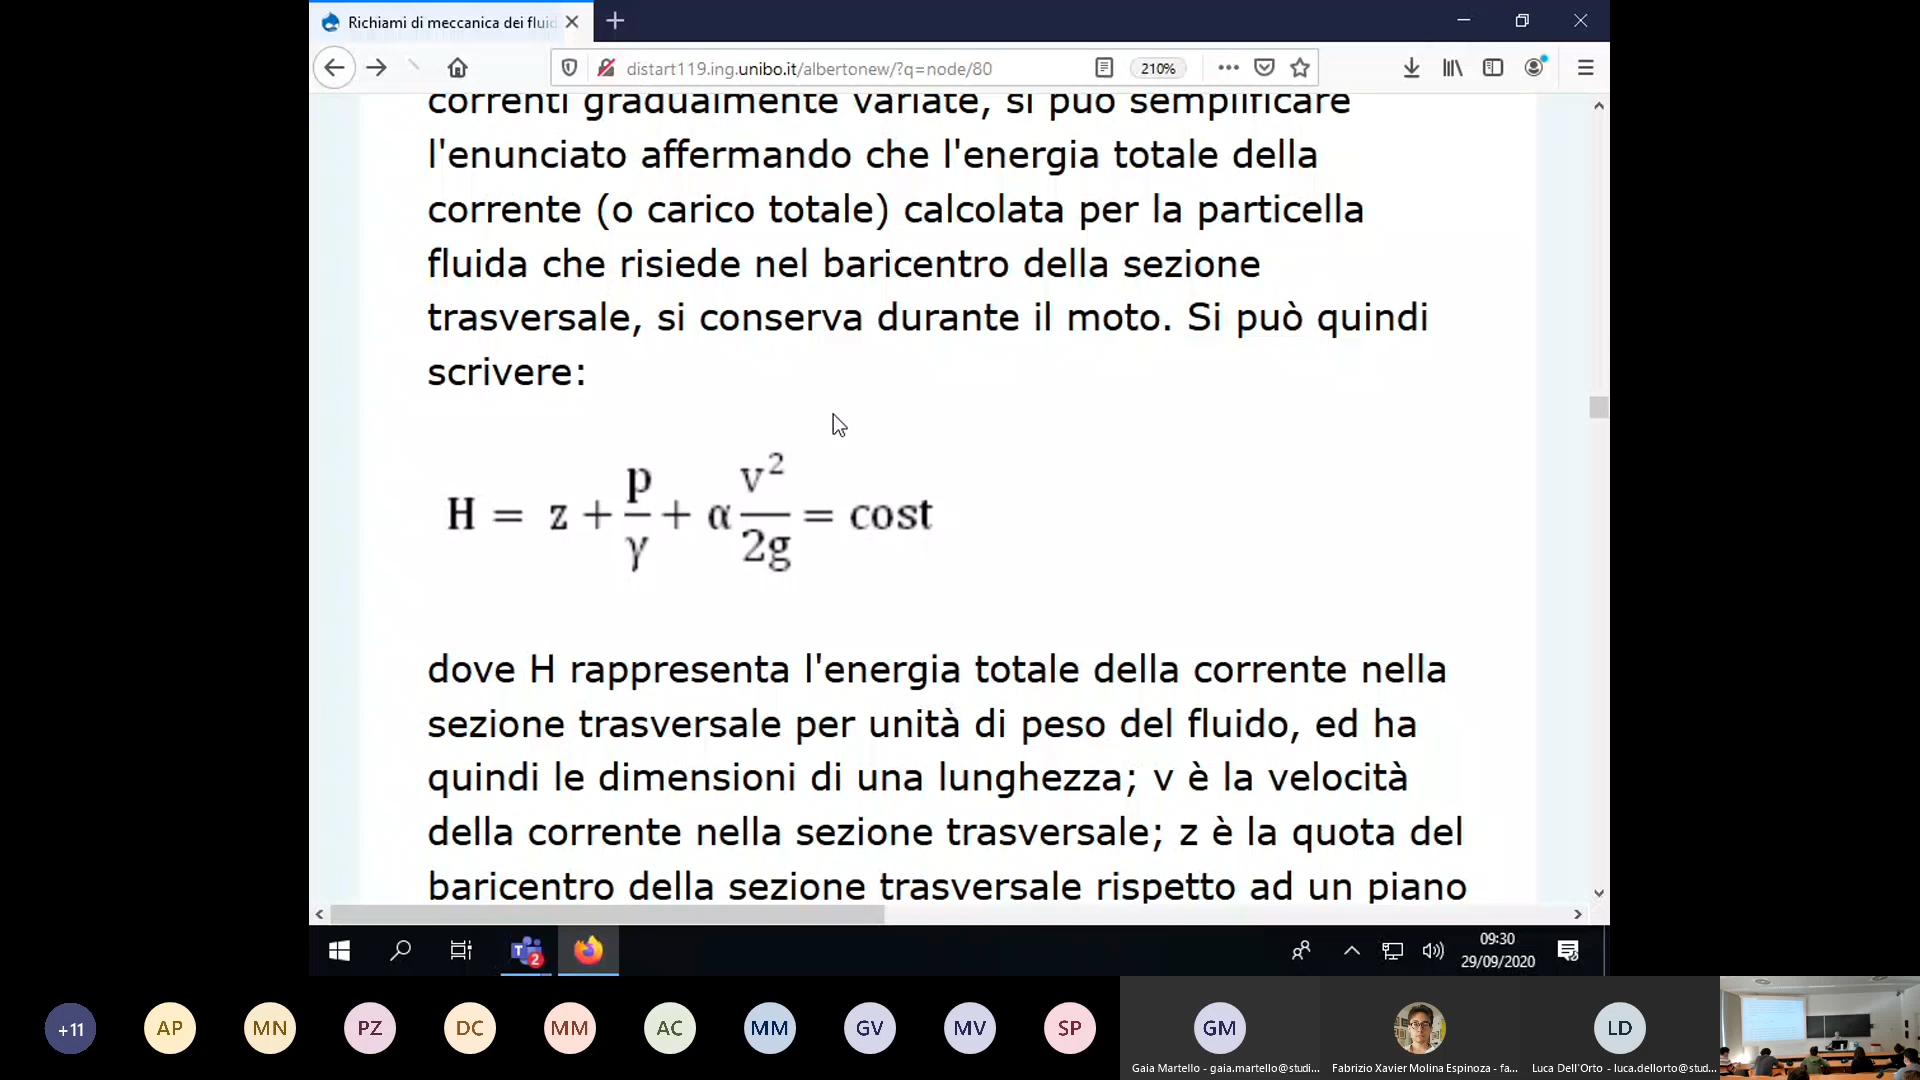 Richiami di meccanica dei fluid
distart119.ing.unibo.it/albertonew/?q=node/80
210%
correnti gradualmente variate, si può semplificare
l'enunciato affermando che l'energia totale della
corrente (o carico totale) calcolata per la particella
fluida che risiede nel baricentro della sezione
trasversale, si conserva durante il moto. Si può quindi
scrivere:
H = z + p/γ + α v²/2g = cost
dove H rappresenta l'energia totale della corrente nella
sezione trasversale per unità di peso del fluido, ed ha
quindi le dimensioni di una lunghezza; v è la velocità
della corrente nella sezione trasversale; z è la quota del
baricentro della sezione trasversale rispetto ad un piano
2
09:30
29/09/2020
+11
AP
MN
PZ
DC
MM
AC
MM
GV
MV
SP
GM
LD
Gaia Martello - gaia.martello@studi...
Fabrizio Xavier Molina Espinoza - fa...
Luca Dell'Orto - luca.dellorto@stud...